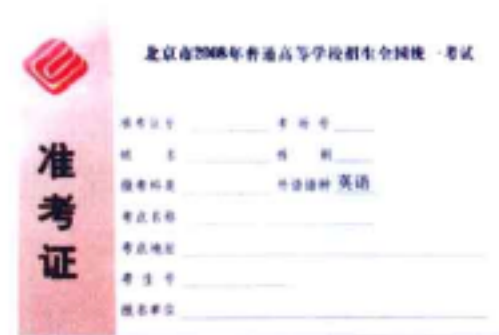 北京市2008年普通高等学校招生全国统一考试
准考证
准考证号 考场号
姓 名 性 别
报考科类 外语语种 英语
考点名称
考点地址
考生号
报名单位